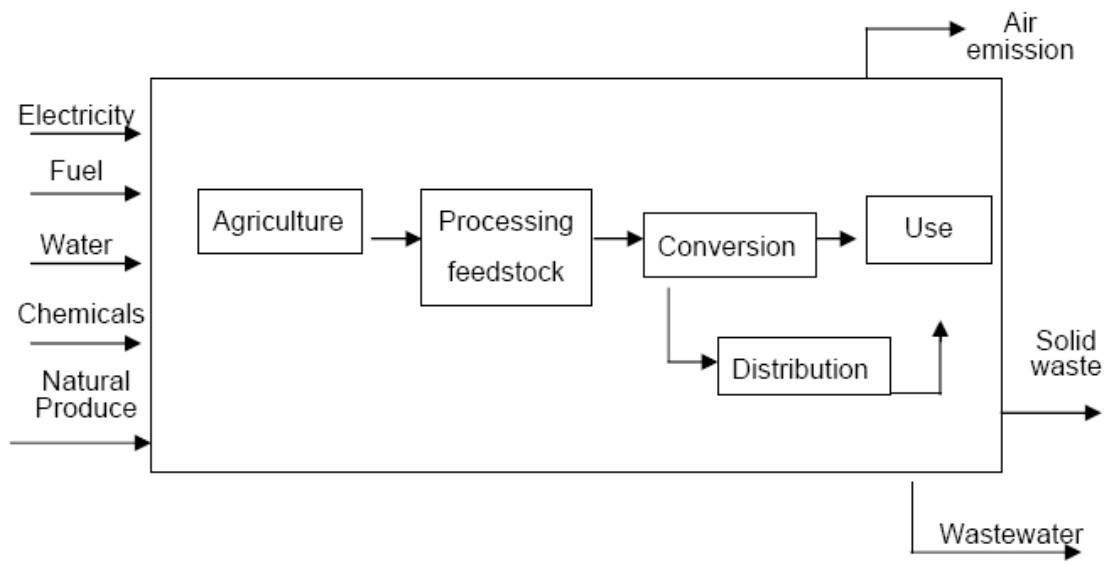 Air
emission
Electricity
Fuel
Water
Chemicals
Natural
Produce
Agriculture
Processing
feedstock
Conversion
Use
Distribution
Solid
waste
Wastewater